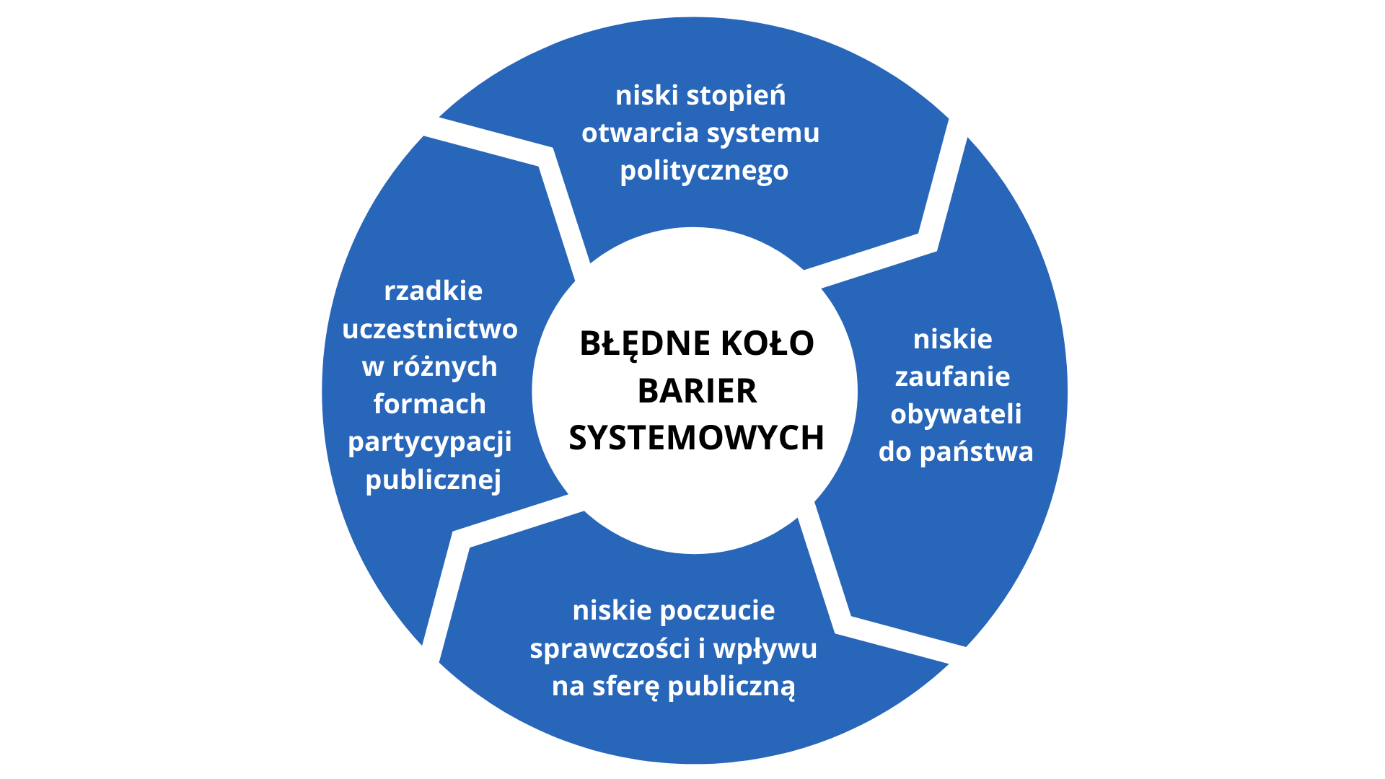 niski stopień
otwarcia systemu
politycznego
niskie
zaufanie
obywateli
do państwa
niskie poczucie
sprawczości i wpływu
na sferę publiczną
rzadkie
uczestnictwo
w różnych
formach
partycypacji
publicznej
BŁĘDNE KOŁO
BARIER
SYSTEMOWYCH